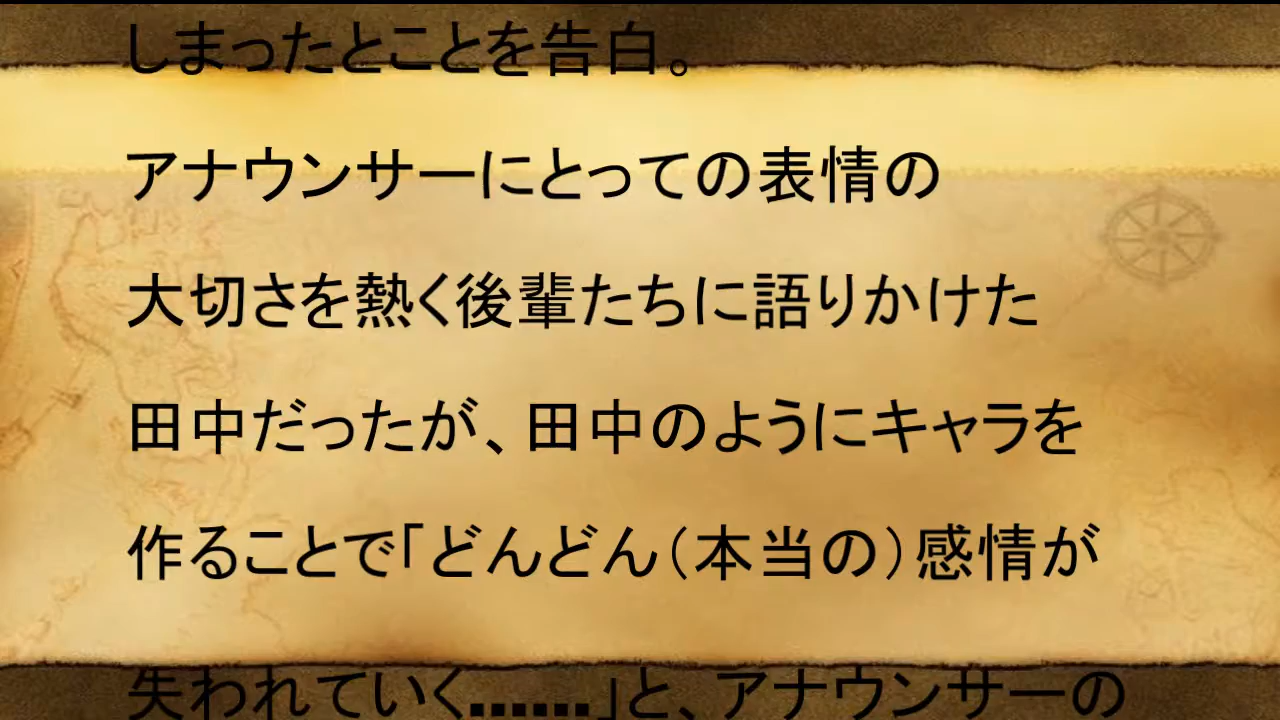 しまったとことを告白。
アナウンサーにとっての表情の
大切さを熱く後輩たちに語りかけた
田中だったが、田中のようにキャラを
作ることで「どんどん（本当の）感情が
失われていく……」と、アナウンサーの